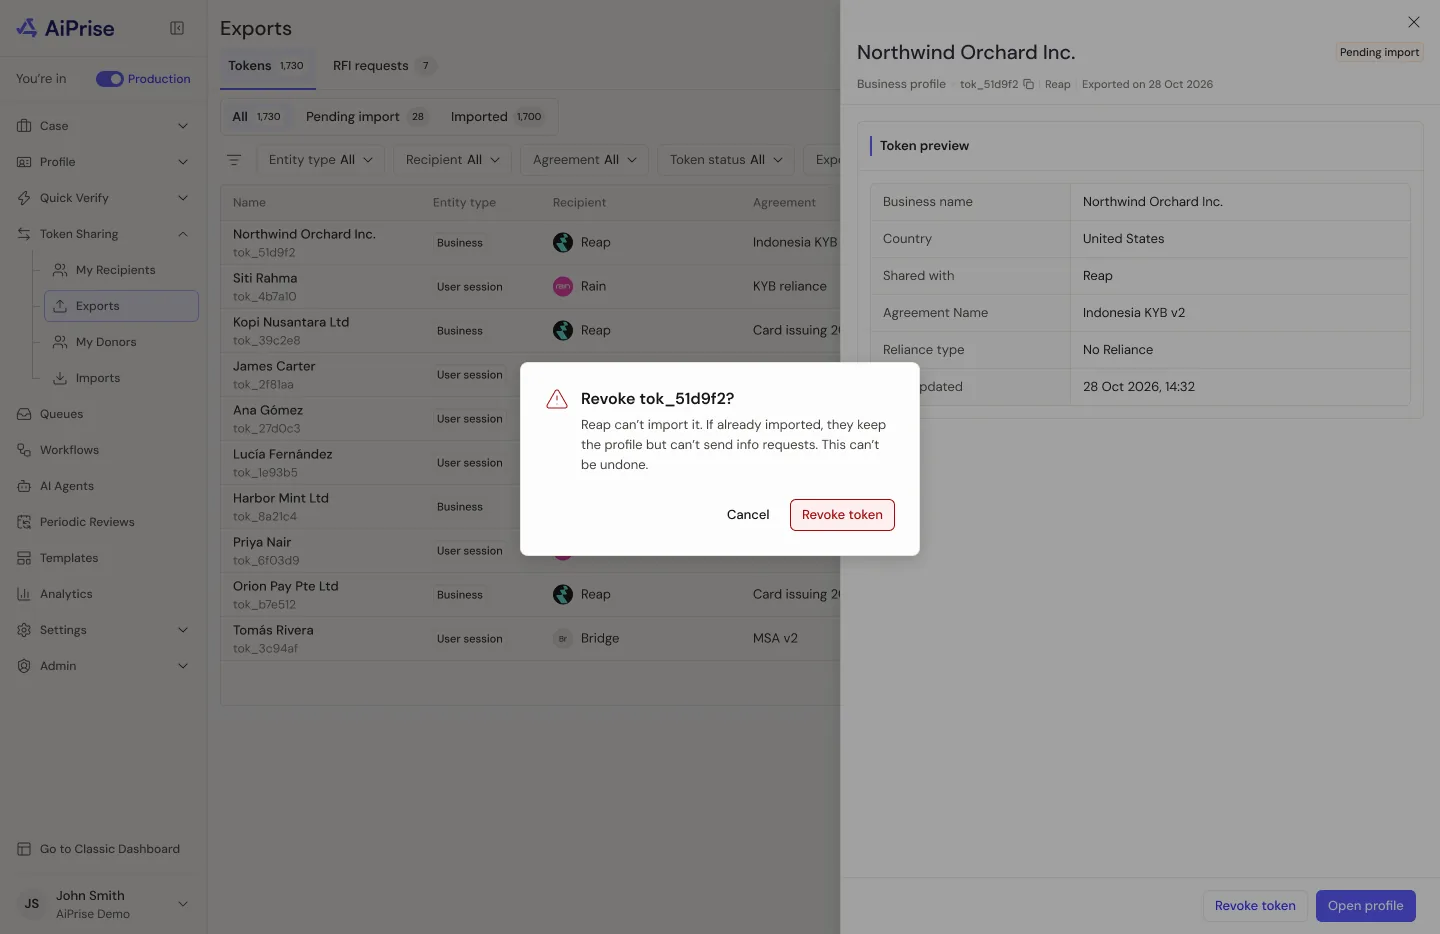 AiPrise
You're in
Production
Case
Profile
Quick Verify
Token Sharing
My Recipients
Exports
My Donors
Imports
Queues
Workflows
AI Agents
Periodic Reviews
Templates
Analytics
Settings
Admin
Go to Classic Dashboard
JS
John Smith
AiPrise Demo
Exports
Tokens 1,730
RFI requests 7
All 1,730
Pending import 28
Imported 1,700
Entity type All
Recipient All
Agreement All
Token status All
Name
Entity type
Recipient
Agreement
Northwind Orchard Inc.
tok_51d9f2
Business
Reap
Indonesia KYB
Siti Rahma
tok_4b7a10
User session
Rain
KYB reliance
Kopi Nusantara Ltd
tok_39c2e8
Business
Reap
Card issuing
James Carter
tok_2f81aa
User session
Ana Gómez
tok_27d0c3
User session
Lucía Fernández
tok_1e93b5
User session
Harbor Mint Ltd
tok_8a21c4
Business
Priya Nair
tok_6f03d9
User session
Orion Pay Pte Ltd
tok_b7e512
Business
Reap
Card issuing
Tomás Rivera
tok_3c94af
User session
Br
Bridge
MSA v2
Northwind Orchard Inc.
Pending import
Business profile
tok_51d9f2
Reap
Exported on 28 Oct 2026
Token preview
Business name
Northwind Orchard Inc.
Country
United States
Shared with
Reap
Agreement Name
Indonesia KYB v2
Reliance type
No Reliance
28 Oct 2026, 14:32
Revoke tok_51d9f2?
Reap can't import it. If already imported, they keep
the profile but can't send info requests. This can't
be undone.
Cancel
Revoke token
Revoke token
Open profile